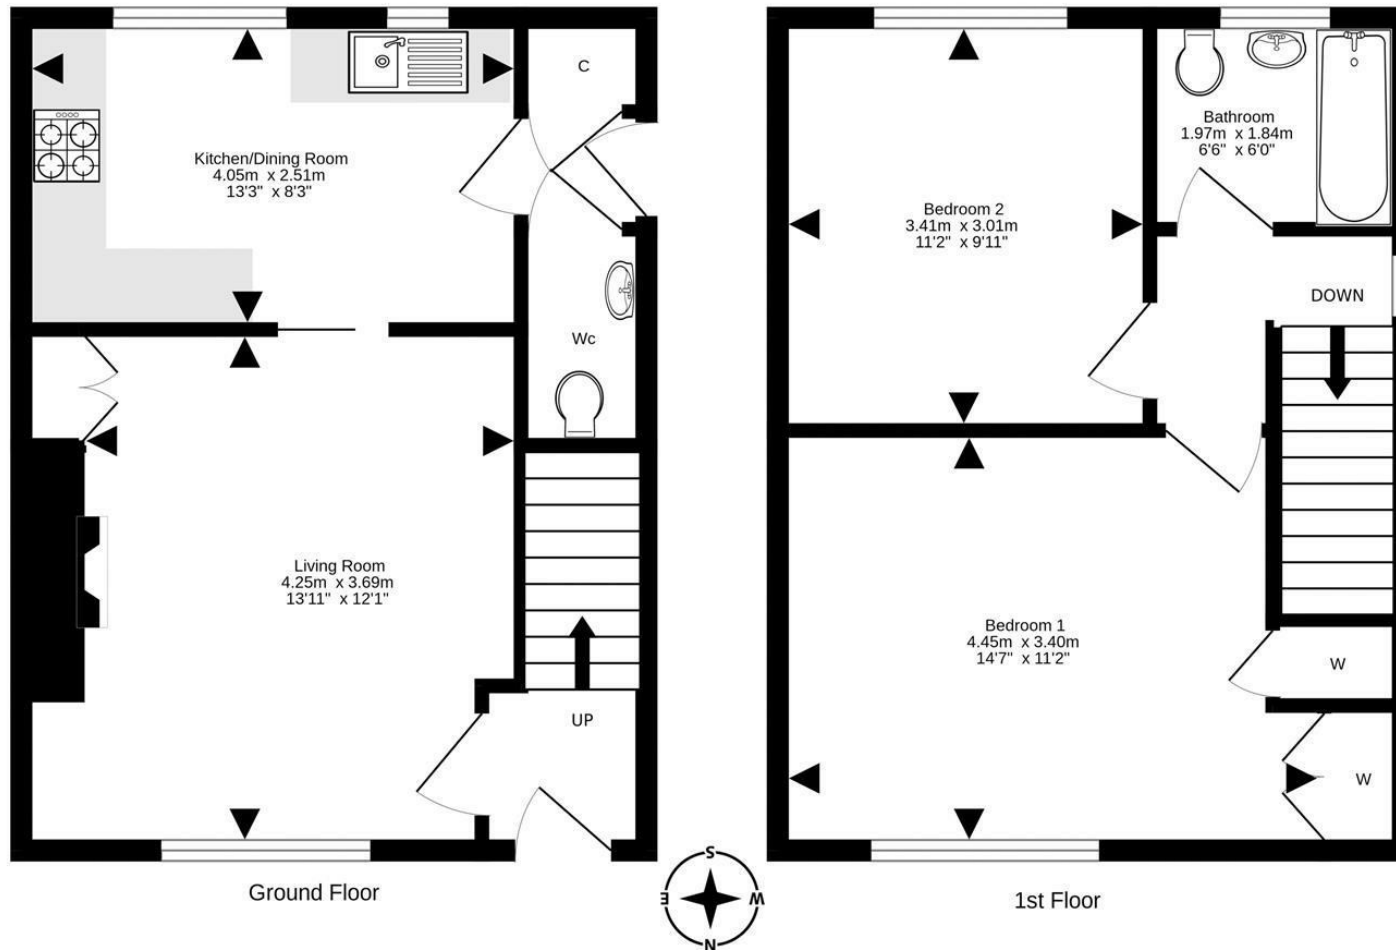 Kitchen/Dining Room
4.05m x 2.51m
13'3" x 8'3"
C
Wc
Living Room
4.25m x 3.69m
13'11" x 12'1"
UP
Ground Floor
Bedroom 2
3.41m x 3.01m
11'2" x 9'11"
Bathroom
1.97m x 1.84m
6'6" x 6'0"
DOWN
Bedroom 1
4.45m x 3.40m
14'7" x 11'2"
W
W
1st Floor
S
E
W
N